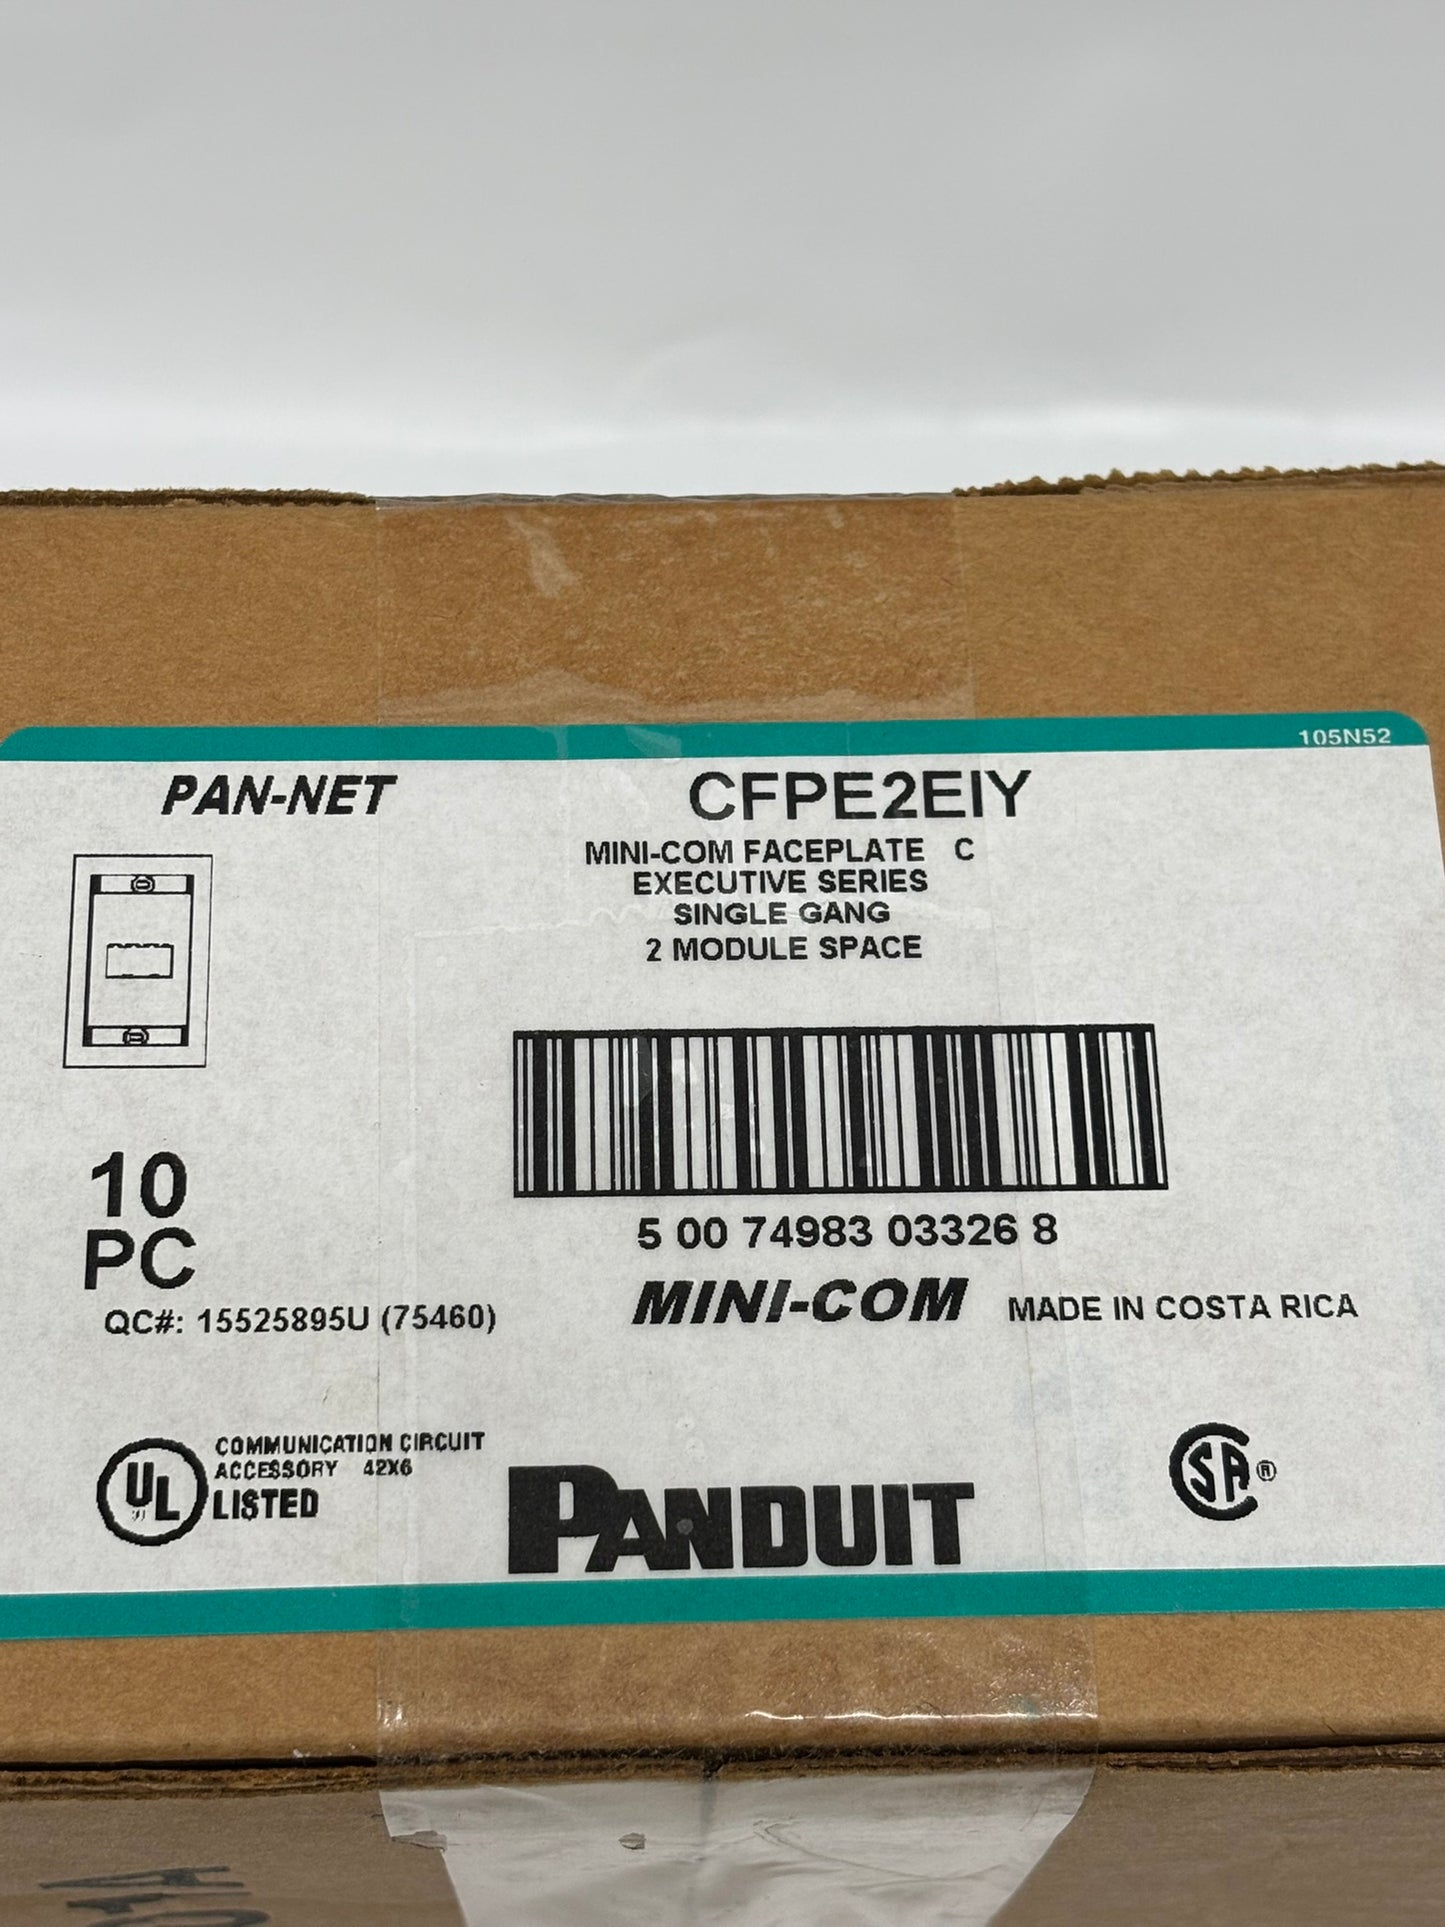 105N52
PAN-NET
CFPE2EIY
MINI-COM FACEPLATE C
EXECUTIVE SERIES
SINGLE GANG
2 MODULE SPACE
10
PC
5 00 74983 03326 8
QC#: 15525895U (75460)
MINI-COM MADE IN COSTA RICA
UL
COMMUNICATION CIRCUIT
ACCESSORY 42X6
LISTED
PANDUIT
SA®